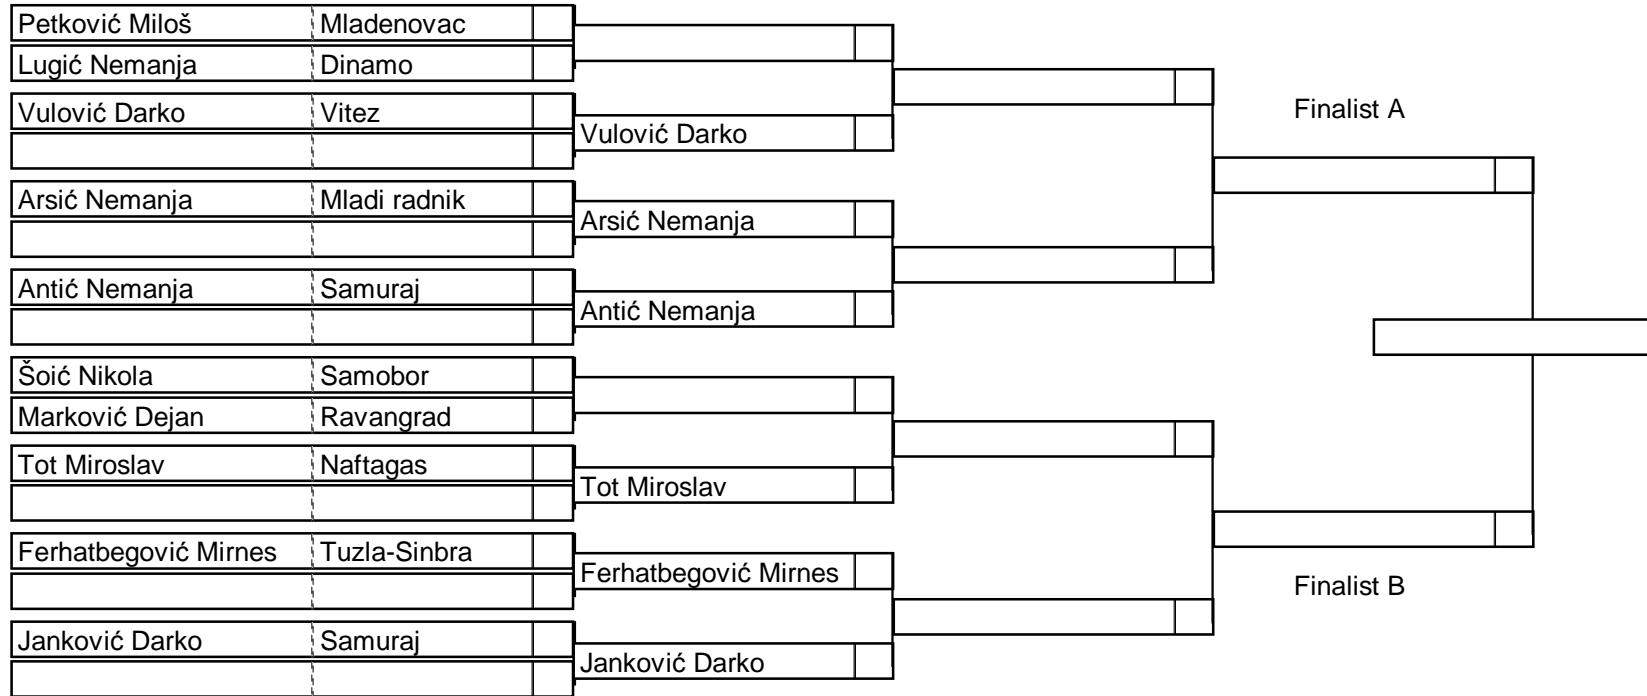 Petković Miloš Mladenovac
Lugić Nemanja Dinamo
Vulović Darko Vitez
Arsić Nemanja Mladi radnik
Antić Nemanja Samuraj
Šoić Nikola Samobor
Marković Dejan Ravangrad
Tot Miroslav Naftagas
Ferhatbegović Mirnes Tuzla-Sinbra
Janković Darko Samuraj
Vulović Darko
Arsić Nemanja
Antić Nemanja
Tot Miroslav
Ferhatbegović Mirnes
Janković Darko
Finalist A
Finalist B